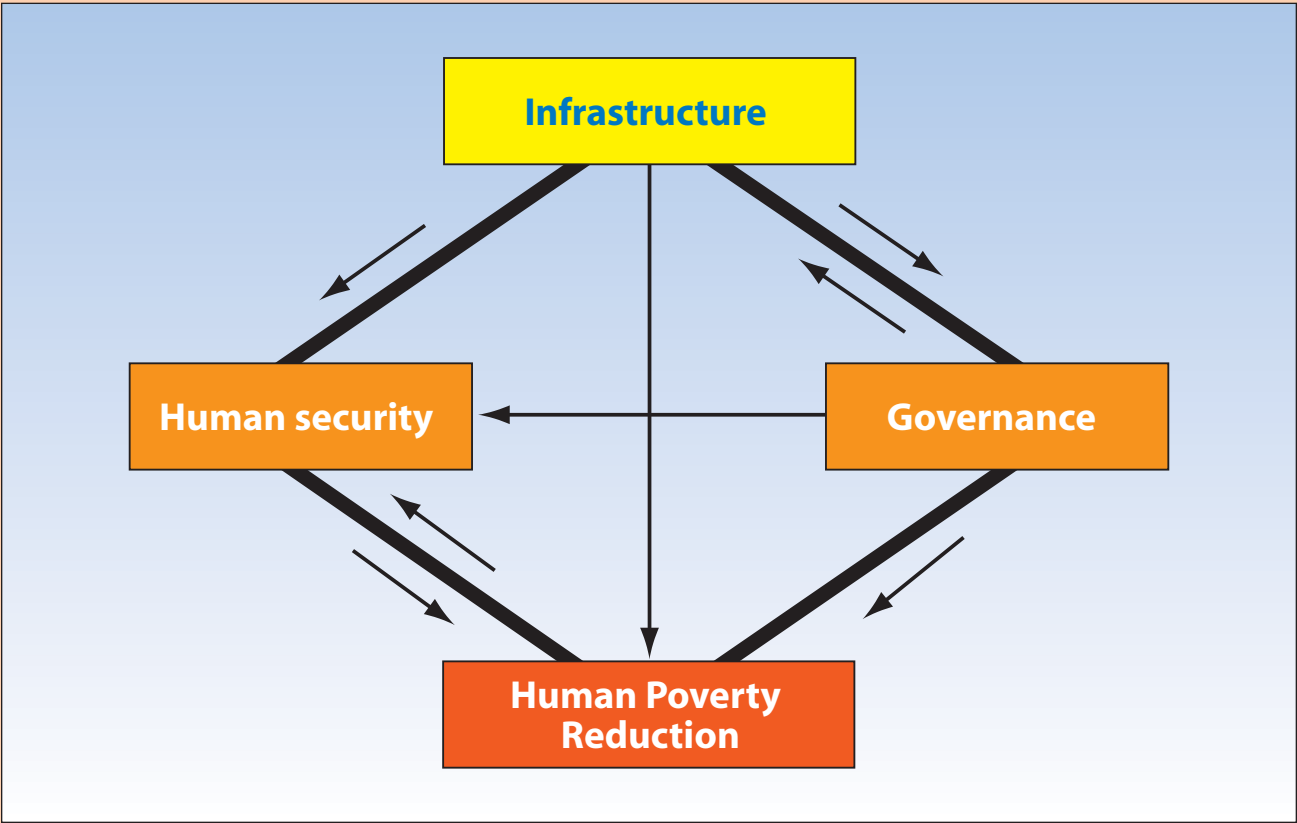 Infrastructure
Human security
Governance
Human Poverty
Reduction